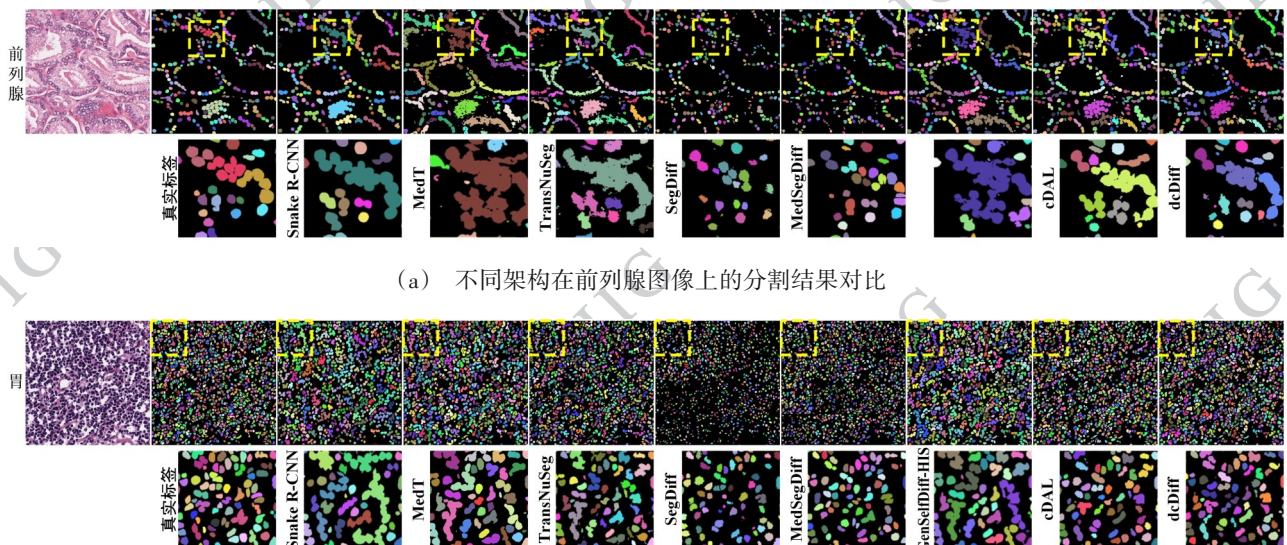 前列腺
真实标签
Snake R-CNN
MedT
TransNuSeg
SegDiff
MedSegDiff
cDAL
dcDiff
(a) 不同架构在前列腺图像上的分割结果对比
胃
真实标签
Snake R-CNN
MedT
TransNuSeg
SegDiff
MedSegDiff
GenSelDiff-HIS
cDAL
dcDiff